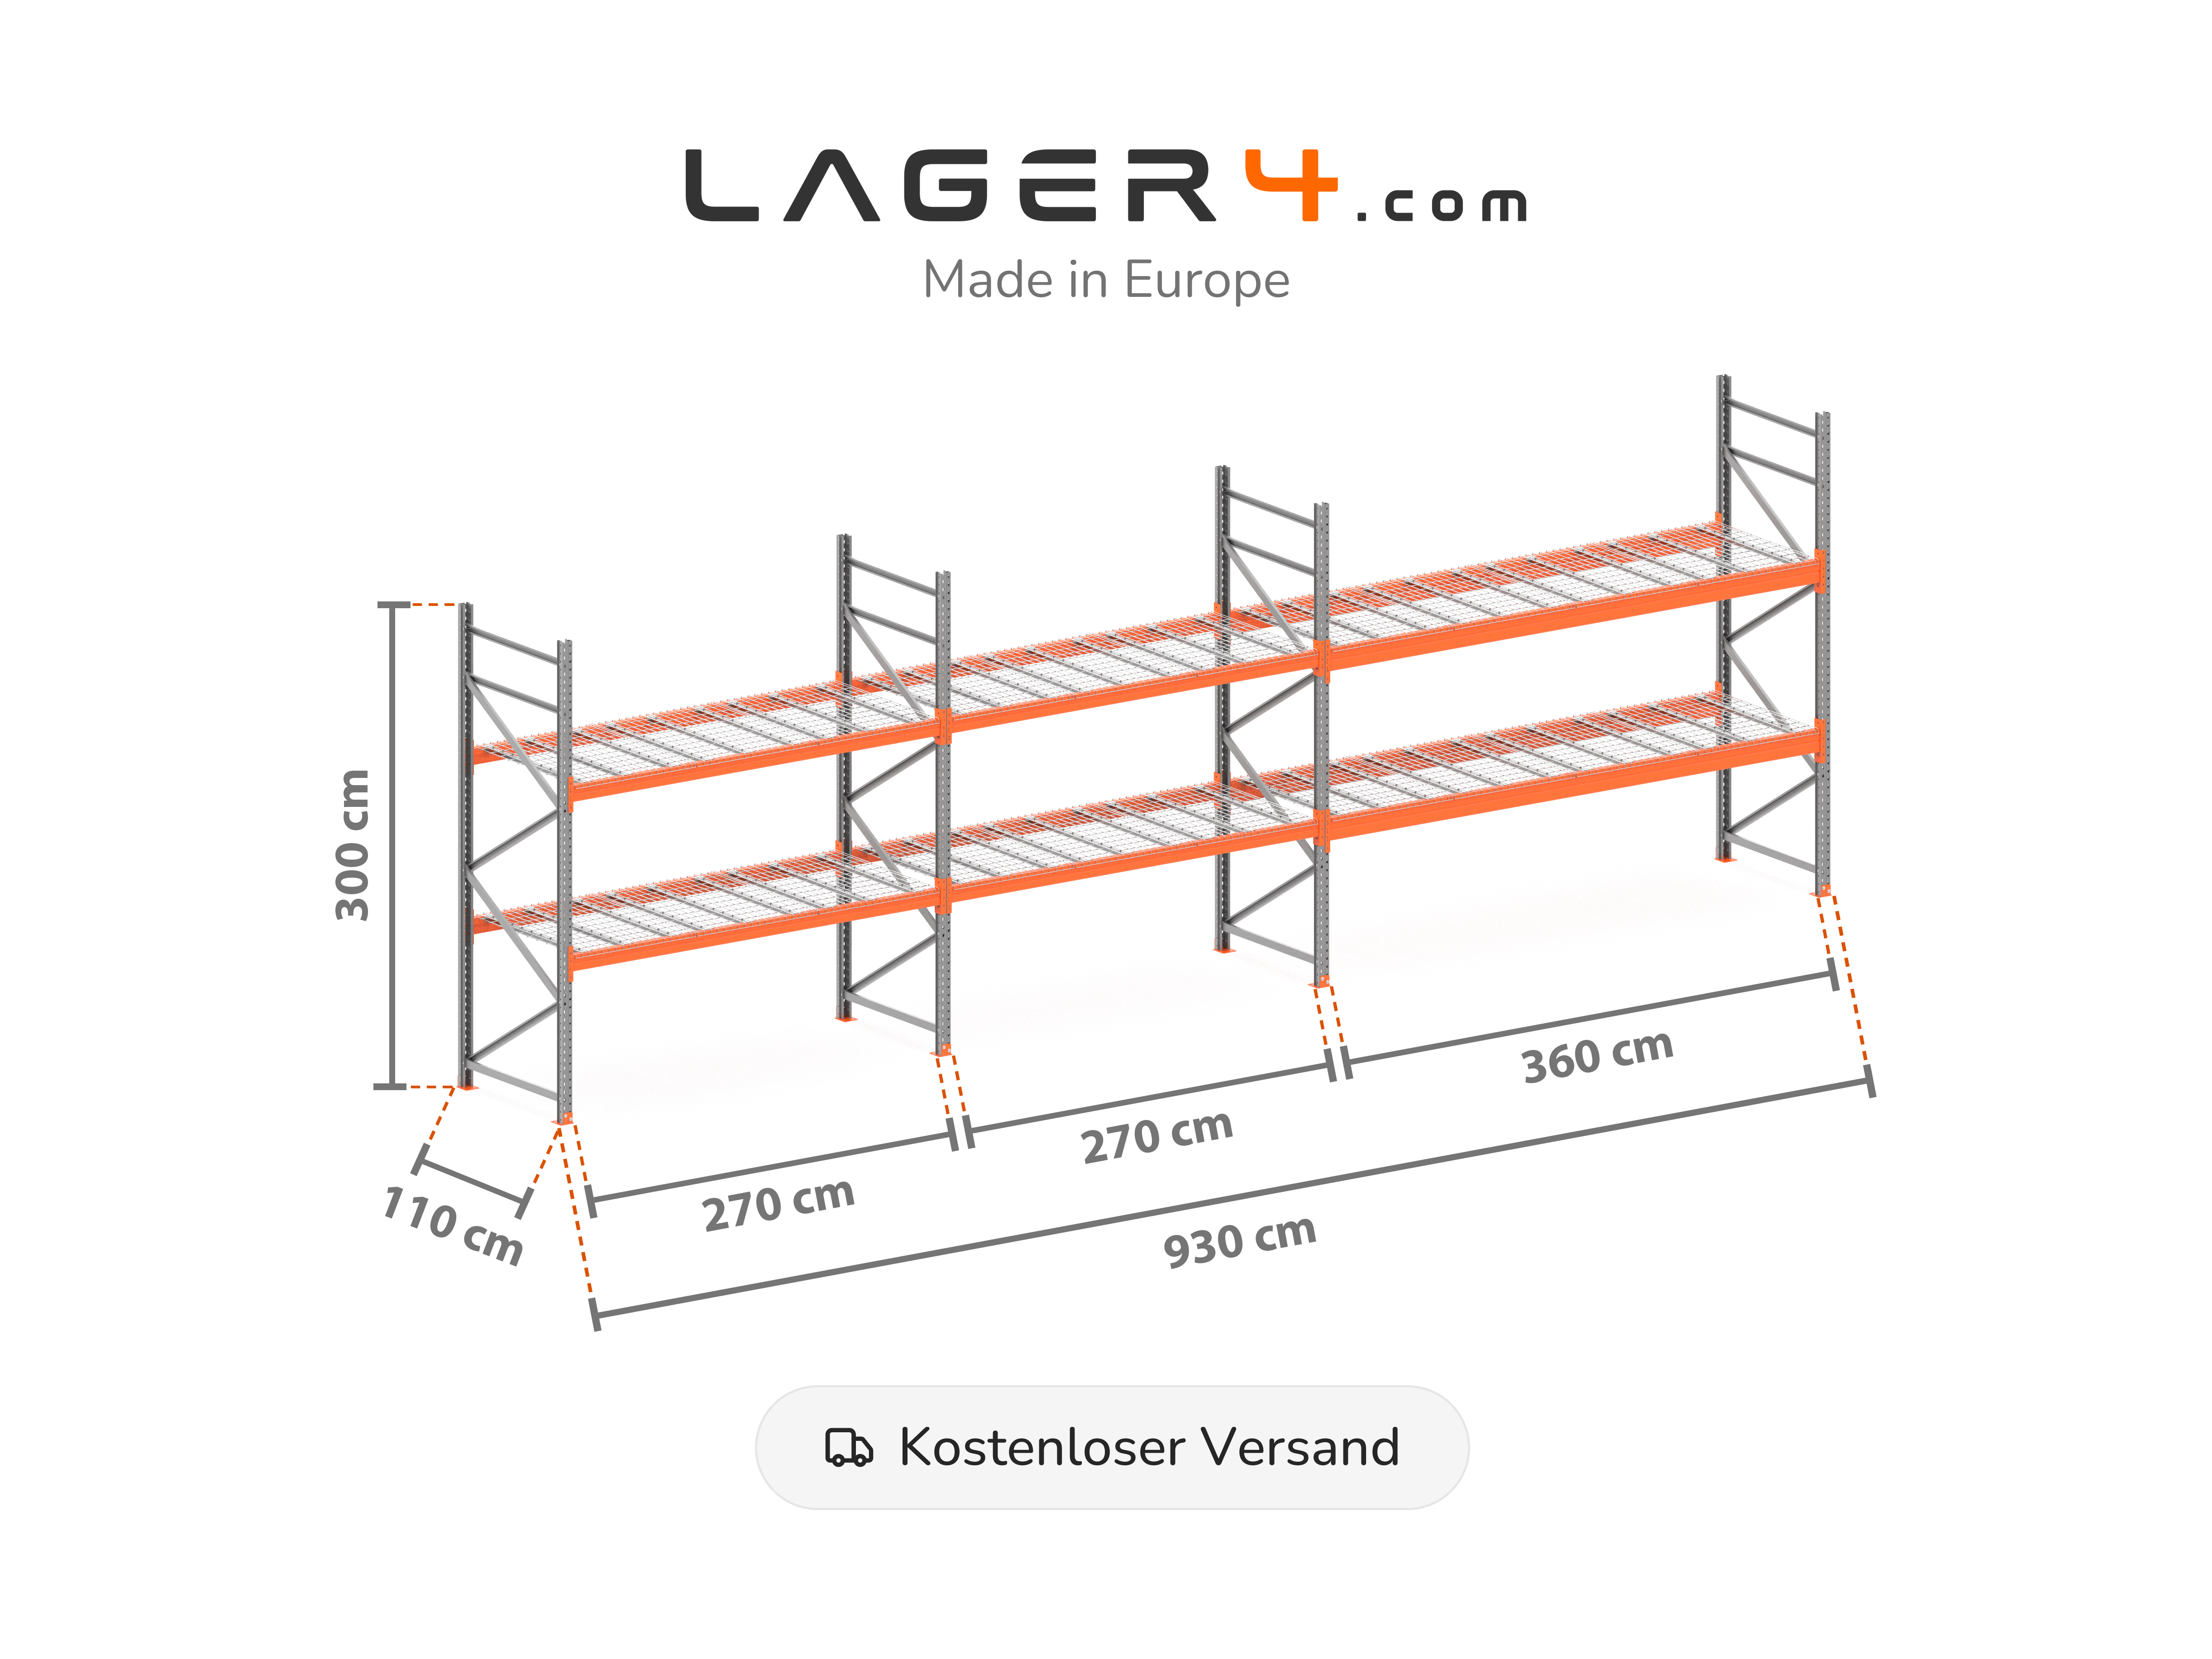 LAGER4.com
Made in Europe
300 cm
110 cm
270 cm
270 cm
360 cm
930 cm
Kostenloser Versand